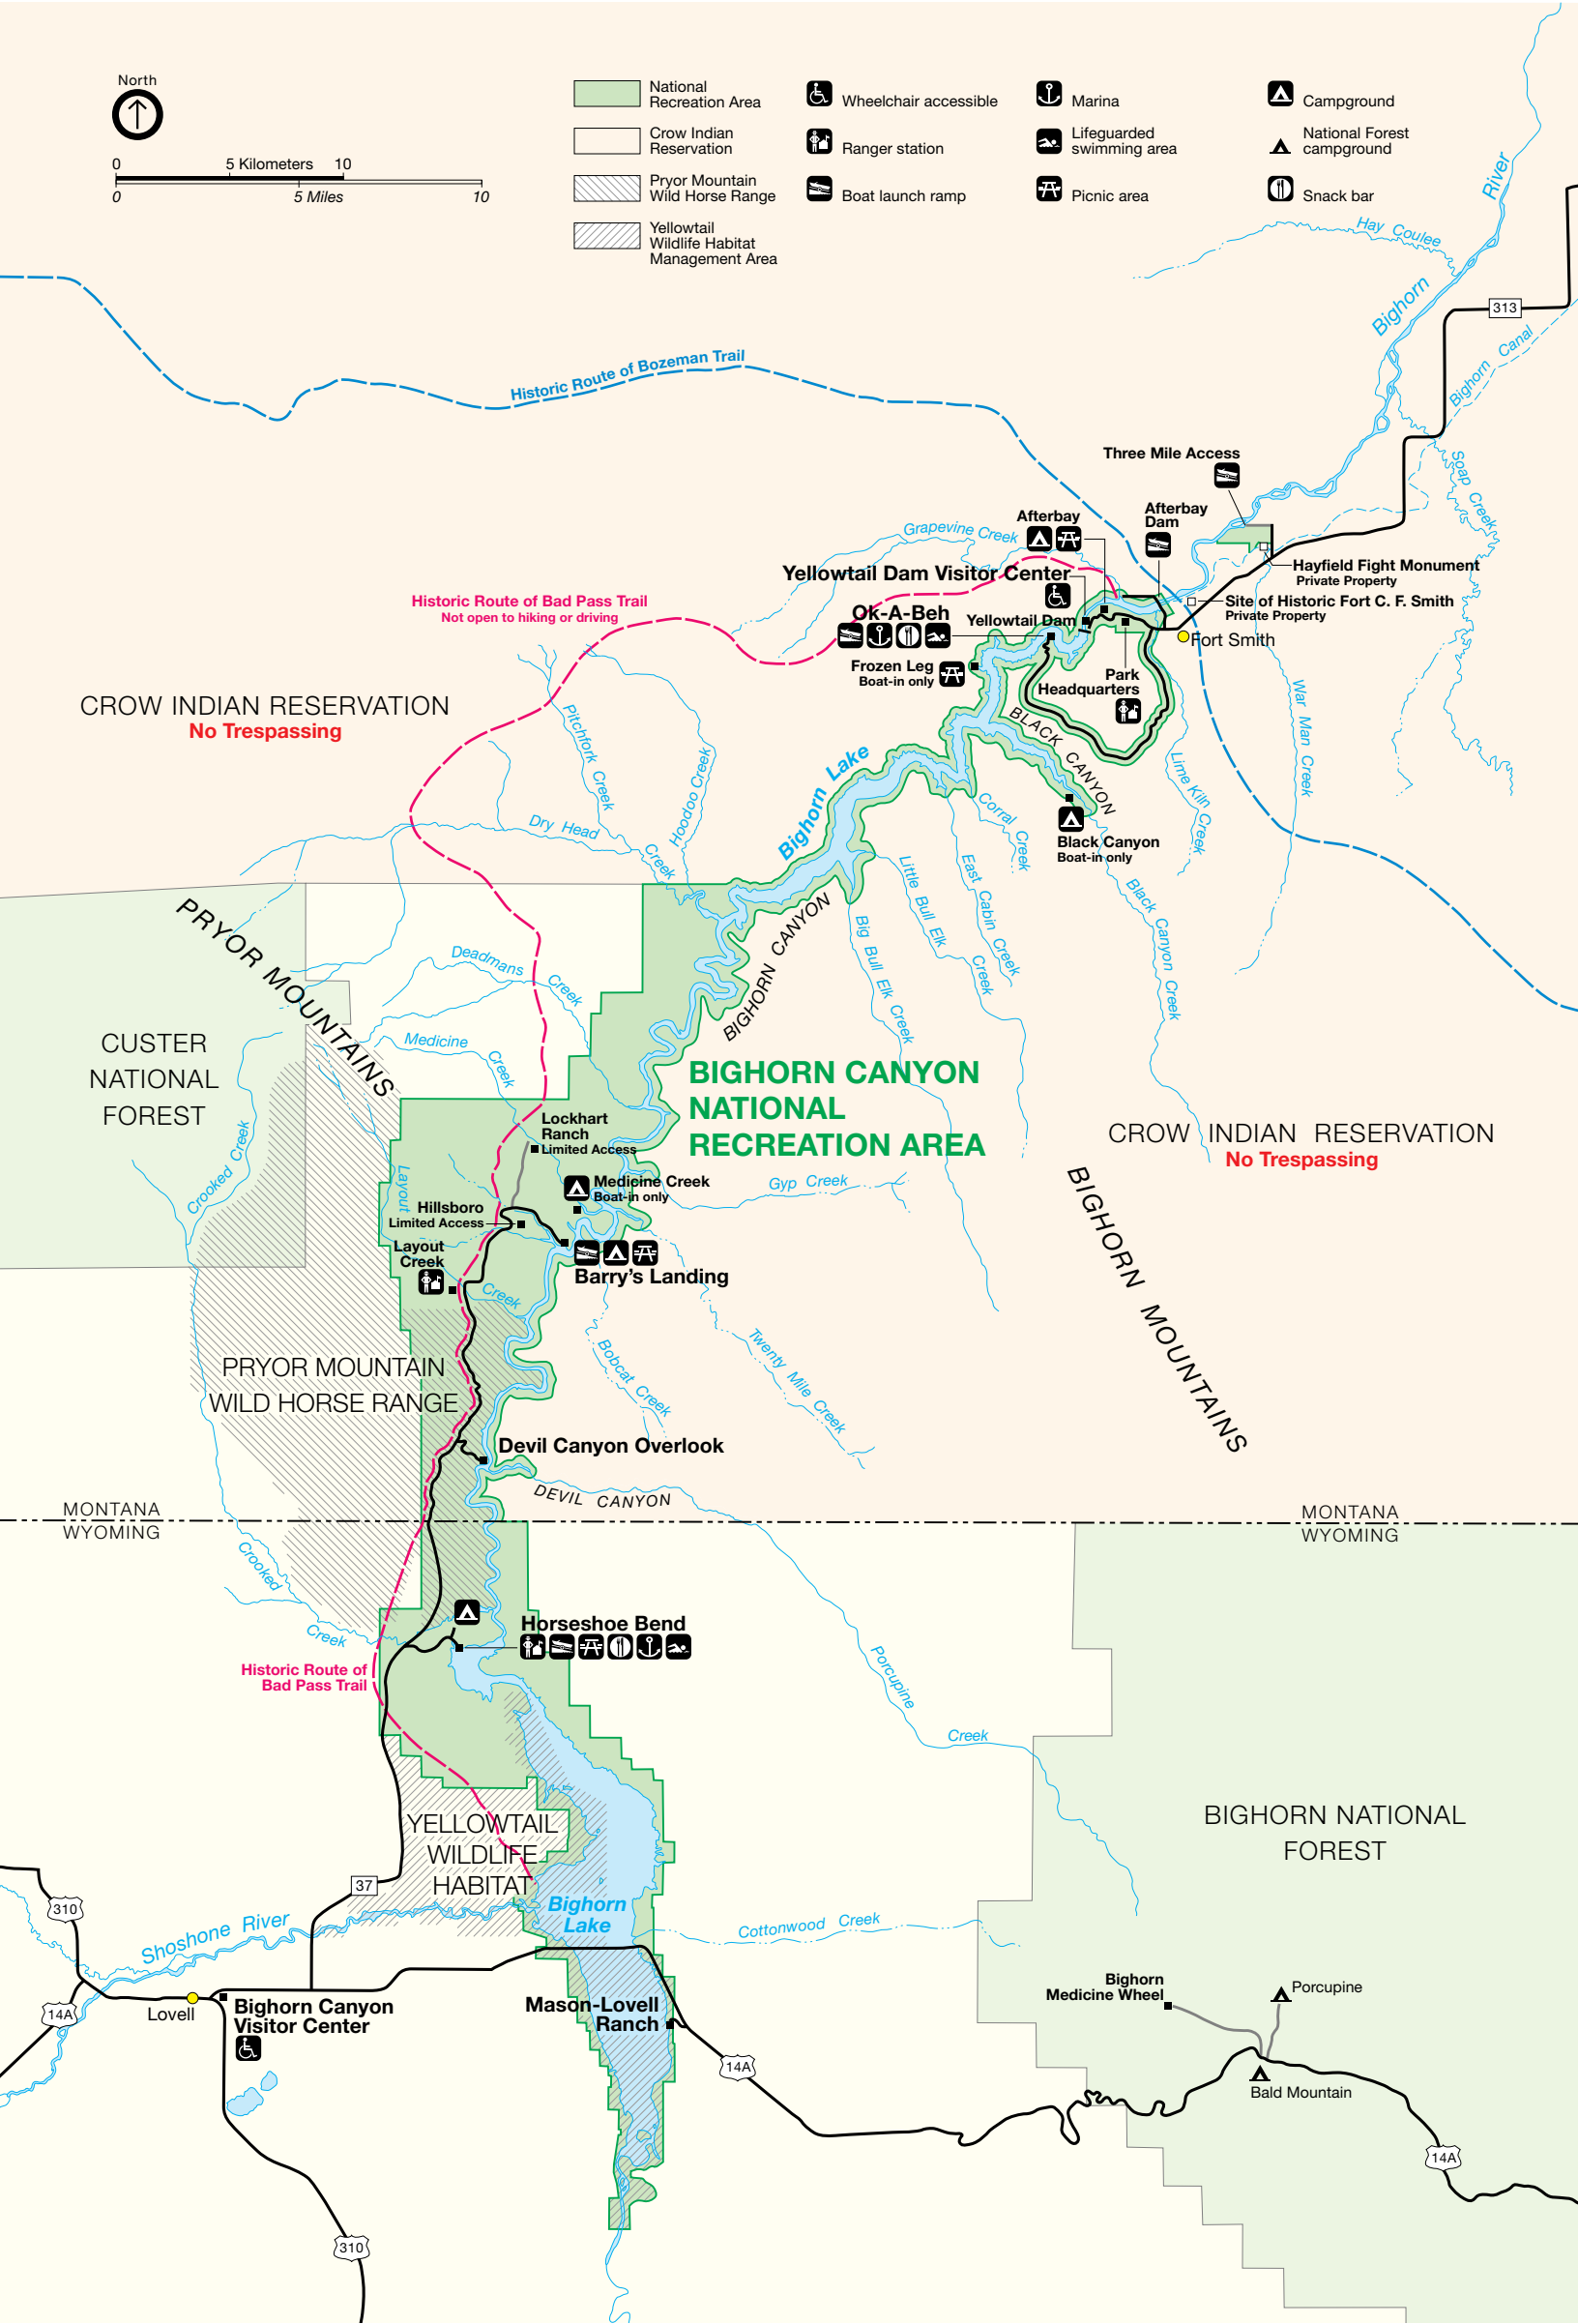 North
0 5 Kilometers 10
0 5 Miles 10
National
Recreation Area
Crow Indian
Reservation
Pryor Mountain
Wild Horse Range
Yellowtail
Wildlife Habitat
Management Area
Wheelchair accessible
Ranger station
Boat launch ramp
Marina
Lifeguarded
swimming area
Picnic area
Campground
National Forest
campground
Snack bar
Bighorn River
Hay Coulee
313
Bighorn Canal
Soap Creek
Historic Route of Bozeman Trail
Three Mile Access
Afterbay
Dam
Afterbay
Grapevine Creek
Yellowtail Dam Visitor Center
Hayfield Fight Monument
Private Property
Site of Historic Fort C. F. Smith
Private Property
Fort Smith
Historic Route of Bad Pass Trail
Not open to hiking or driving
Ok-A-Beh
Yellowtail Dam
Frozen Leg
Boat-in only
Park
Headquarters
CROW INDIAN RESERVATION
No Trespassing
Pitchfork Creek
Hoodoo Creek
Dry Head
Creek
Bighorn Lake
BLACK CANYON
Lime Kiln Creek
War Man Creek
Corral Creek
Black Canyon
Boat-in only
East Cabin Creek
Little Bull Elk
Creek
Big Bull Elk Creek
Black Canyon Creek
BIGHORN CANYON
PRYOR MOUNTAINS
Deadmans
Creek
CUSTER
NATIONAL
FOREST
Medicine
Creek
BIGHORN CANYON
NATIONAL
RECREATION AREA
CROW INDIAN RESERVATION
No Trespassing
Crooked Creek
Lockhart
Ranch
Limited Access
Layout
Medicine Creek
Boat-in only
Gyp Creek
Hillsboro
Limited Access
Layout
Creek
Barry's Landing
Creek
BIGHORN MOUNTAINS
Bobcat Creek
Twenty Mile Creek
PRYOR MOUNTAIN
WILD HORSE RANGE
Devil Canyon Overlook
DEVIL CANYON
MONTANA
WYOMING
MONTANA
WYOMING
Crooked
Creek
Horseshoe Bend
Historic Route of
Bad Pass Trail
Porcupine
Creek
YELLOWTAIL
WILDLIFE
HABITAT
BIGHORN NATIONAL
FOREST
37
310
Shoshone River
Bighorn
Lake
Cottonwood Creek
14A
Lovell
Bighorn Canyon
Visitor Center
Mason-Lovell
Ranch
Bighorn
Medicine Wheel
Porcupine
14A
Bald Mountain
14A
310